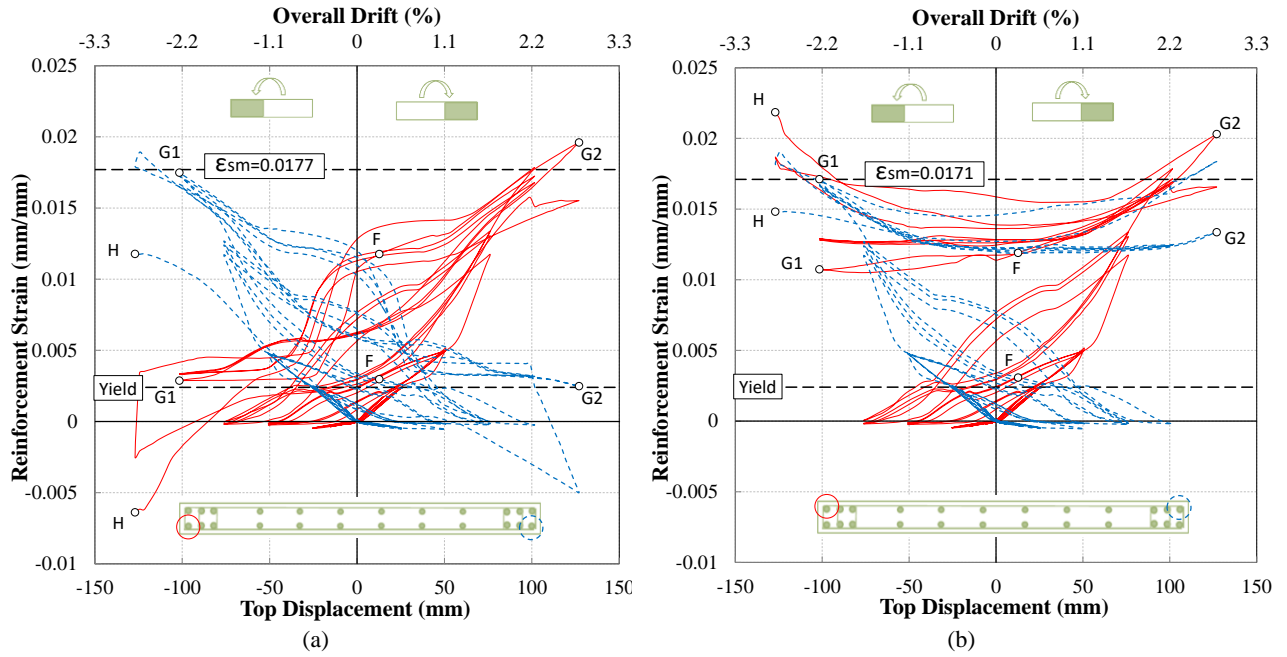 Overall Drift (%)
-3.3 -2.2 -1.1 0 1.1 2.2 3.3
0.025
0.02
0.015
0.01
0.005
0
-0.005
-0.01
Reinforcement Strain (mm/mm)
G1
εsm=0.0177
G2
H
F
F
Yield
G1
G2
H
-150 -100 -50 0 50 100 150
Top Displacement (mm)
(a)
Overall Drift (%)
-3.3 -2.2 -1.1 0 1.1 2.2 3.3
0.025
0.02
0.015
0.01
0.005
0
-0.005
-0.01
Reinforcement Strain (mm/mm)
H
G2
G1
εsm=0.0171
H
G2
G1
F
F
Yield
-150 -100 -50 0 50 100 150
Top Displacement (mm)
(b)